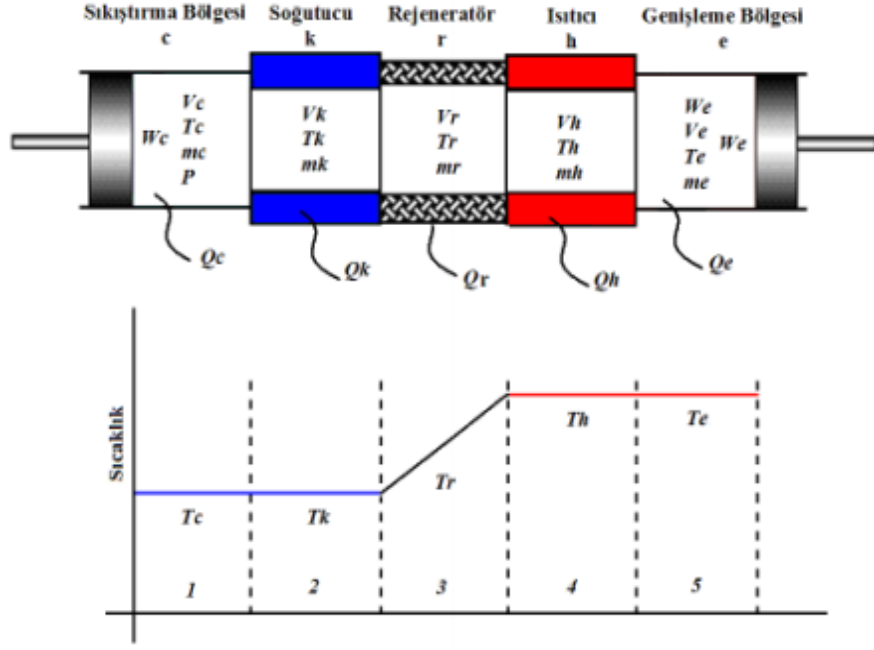 Sıkıştırma Bölgesi Soğutucu Rejeneratör Isıtıcı Genişleme Bölgesi
c k r h e
Vc
Wc Tc
mc
P
Vk
Tk
mk
Vr
Tr
mr
Vh
Th
mh
We
Ve We
Te
me
Qc Qk Qr Qh Qe
Sıcaklık
Th Te
Tr
Tc Tk
1 2 3 4 5